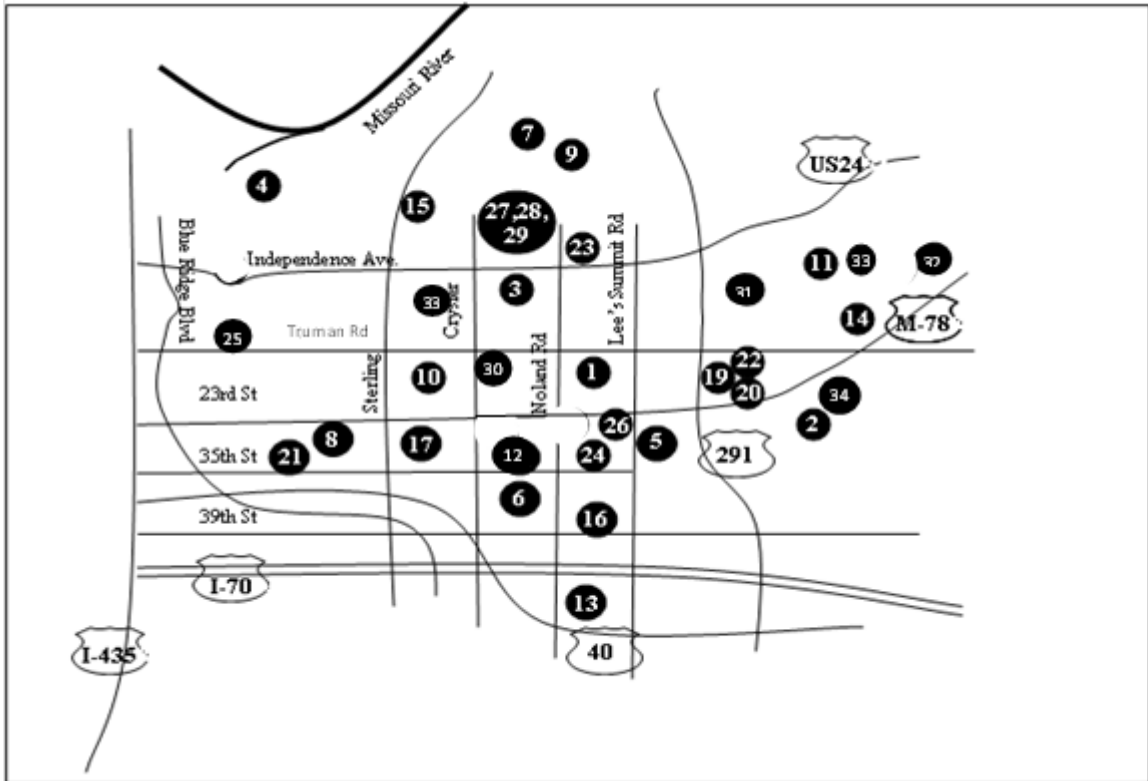 Missouri River
7
9
US24
4
15
27,28,
29
23
Lee's Summit Rd
Blue Ridge Blvd
Independence Ave.
11
33
32
3
31
33
Crysler
14
M-78
25
Truman Rd
Noland Rd
Sterling
10
30
1
19
22
20
23rd St
34
26
2
8
17
5
291
35th St
21
12
24
6
39th St
16
I-70
13
I-435
40